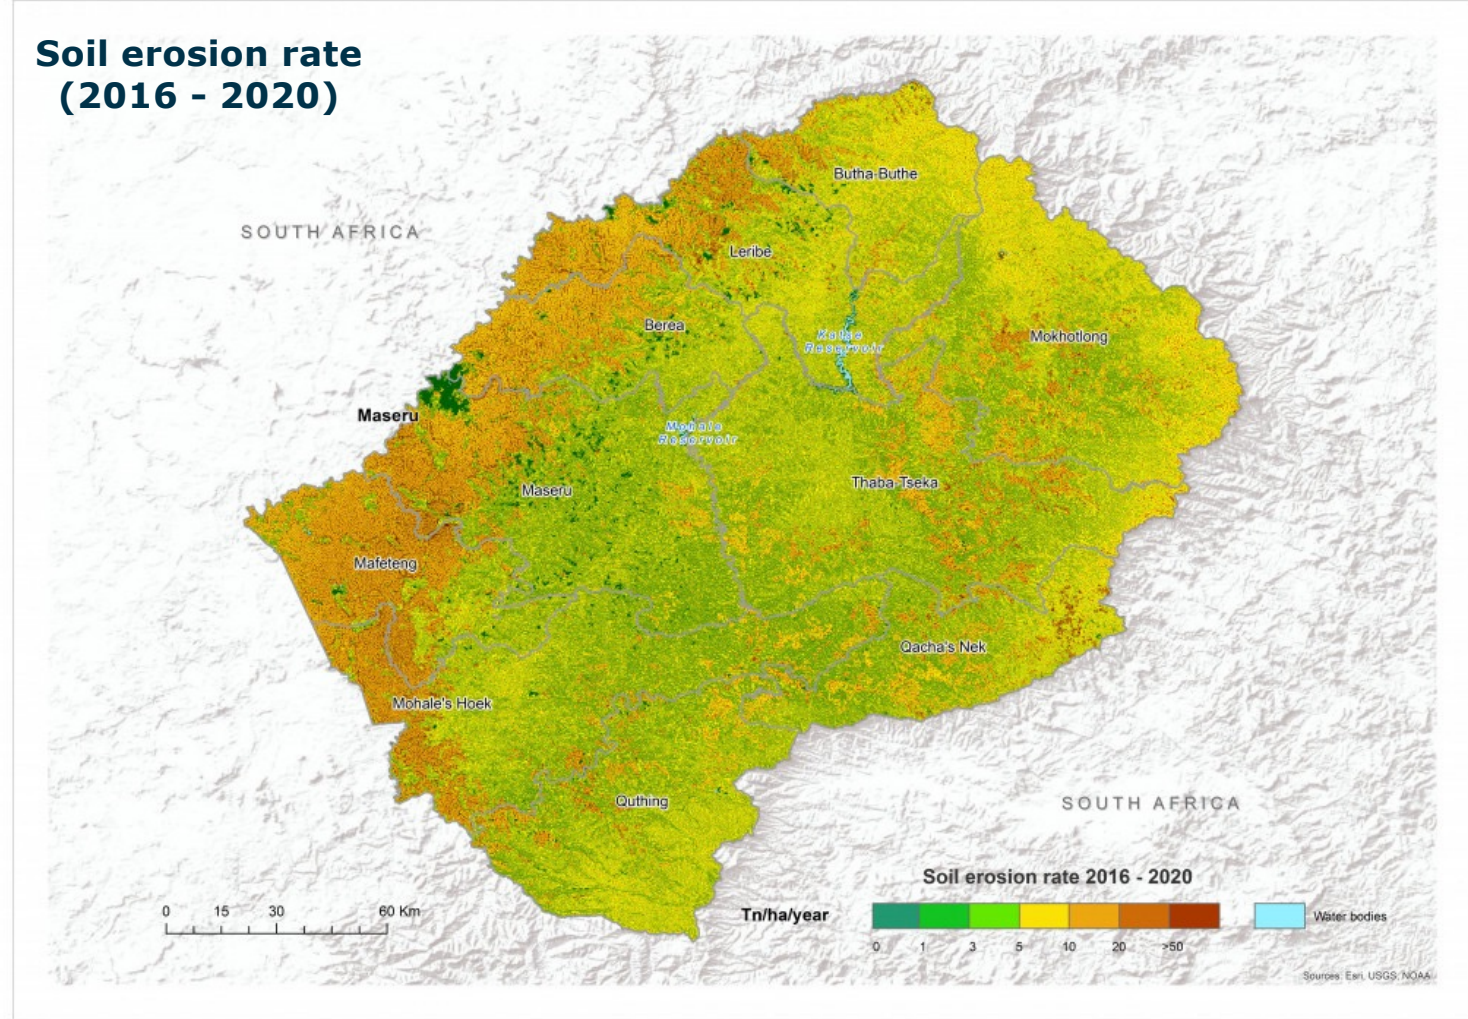 Soil erosion rate
(2016 - 2020)
SOUTH AFRICA
Butha-Buthe
Leribe
Berea
Katse
Reservoir
Mokhotlong
Maseru
Mohale
Reservoir
Maseru
Thaba-Tseka
Mafeteng
Qacha's Nek
Mohale's Hoek
Quthing
SOUTH AFRICA
Soil erosion rate 2016 - 2020
Tn/ha/year
0 1 3 5 10 20 >50
Water bodies
0 15 30 60 Km
Sources: Esri, USGS, NOAA